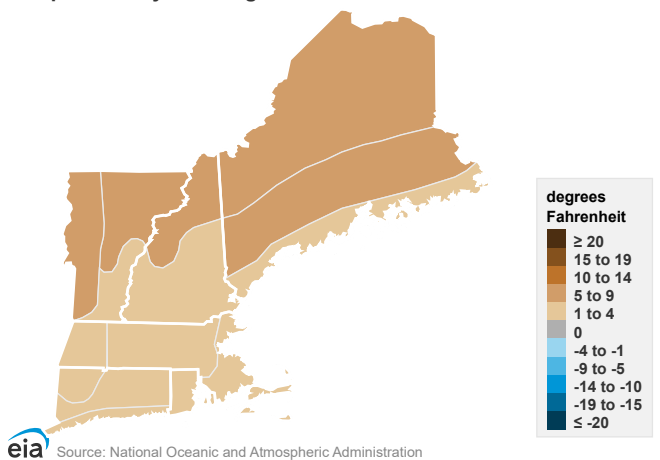 degrees
Fahrenheit
≥ 20
15 to 19
10 to 14
5 to 9
1 to 4
0
-4 to -1
-9 to -5
-14 to -10
-19 to -15
≤ -20
eia
Source: National Oceanic and Atmospheric Administration